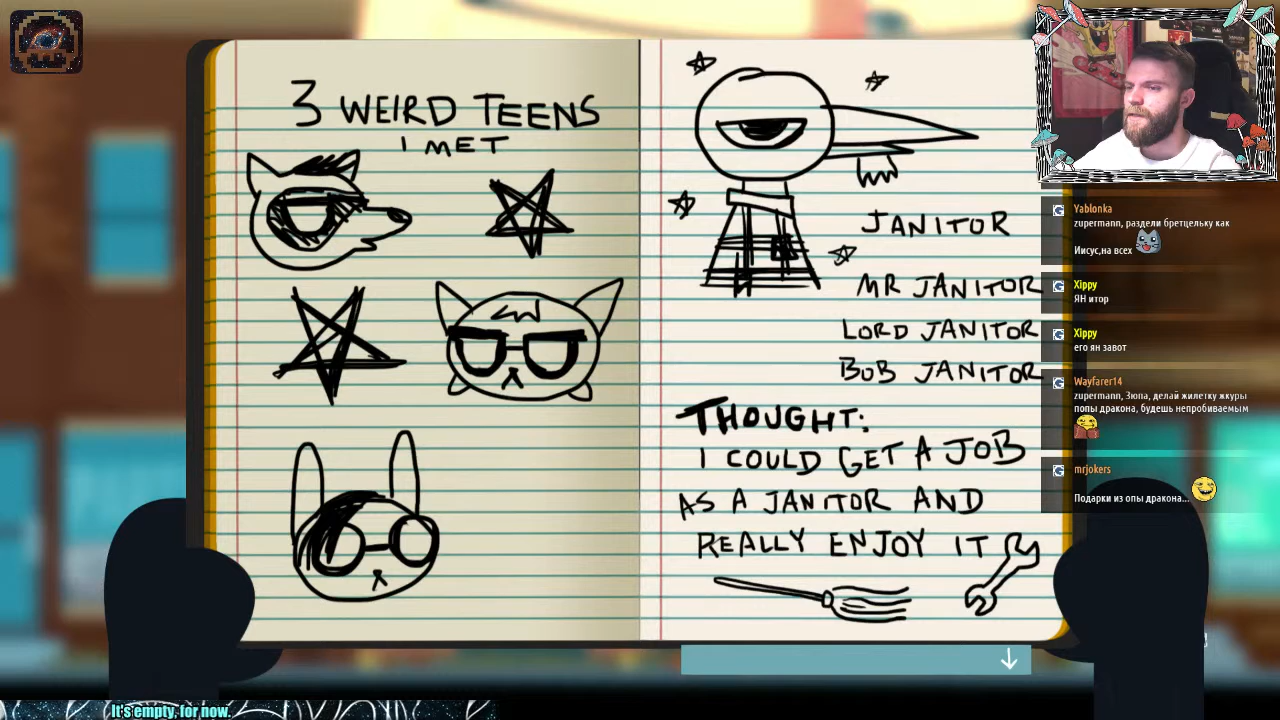 3 WEIRD TEENS
I MET
JANITOR
MR JANITOR
LORD JANITOR
BOB JANITOR
THOUGHT:
I COULD GET A JOB
AS A JANITOR AND
REALLY ENJOY IT
Yablonka
zupermann, раздели бретцельку как
Иисус,на всех
Xippy
ЯН итор
Xippy
его ян завот
Wayfarer14
zupermann, Зюпа, делай жилетку жкуры
попы дракона, будешь непробиваемым
mrjokers
Подарки из опы дракона...
It's empty, for now.